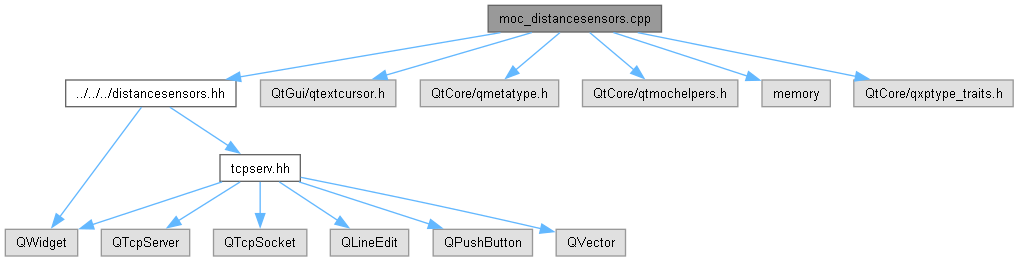 moc_distancesensors.cpp
../../../distancesensors.hh
QtGui/qtextcursor.h
QtCore/qmetatype.h
QtCore/qtmochelpers.h
memory
QtCore/qxptype_traits.h
tcpserv.hh
QWidget
QTcpServer
QTcpSocket
QLineEdit
QPushButton
QVector